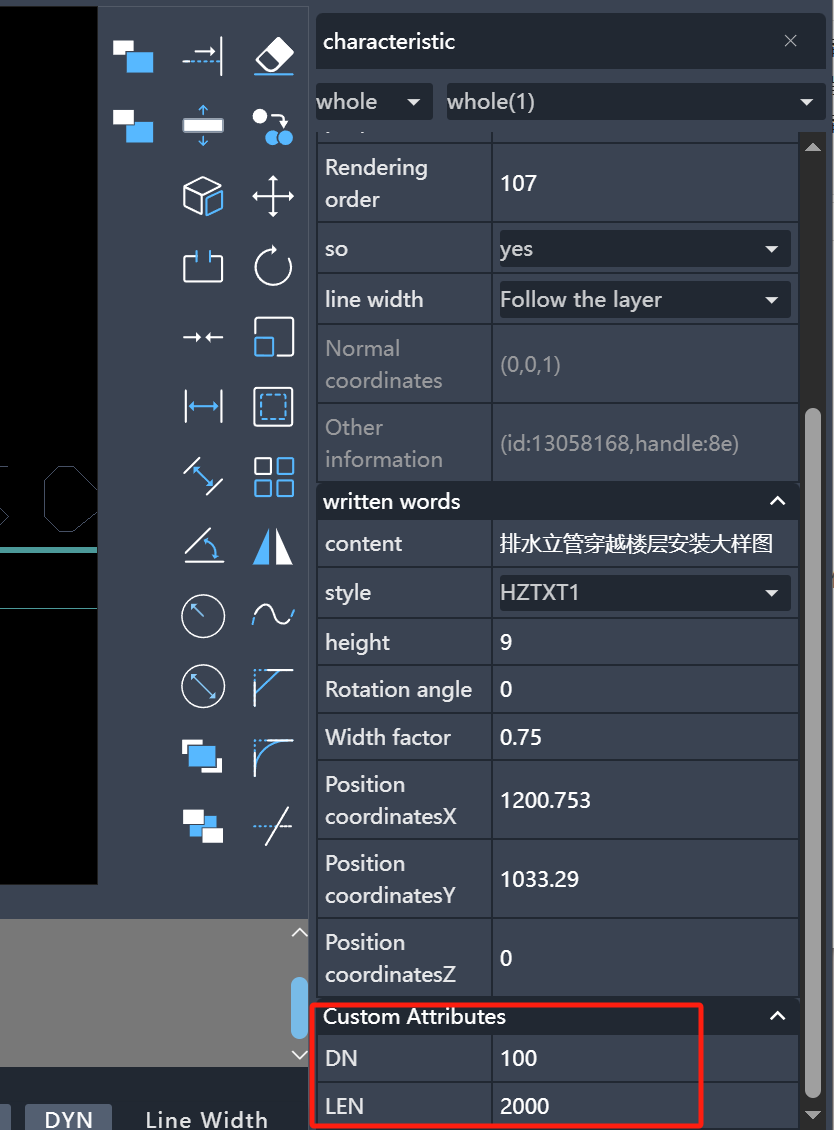 characteristic
whole
whole(1)
Rendering
order
107
so
yes
line width
Follow the layer
Normal
coordinates
(0,0,1)
Other
information
(id:13058168,handle:8e)
written words
content
排水立管穿越楼层安装大样图
style
HZTXT1
height
9
Rotation angle
0
Width factor
0.75
Position
coordinatesX
1200.753
Position
coordinatesY
1033.29
Position
coordinatesZ
0
Custom Attributes
DN
100
LEN
2000
DYN
Line Width